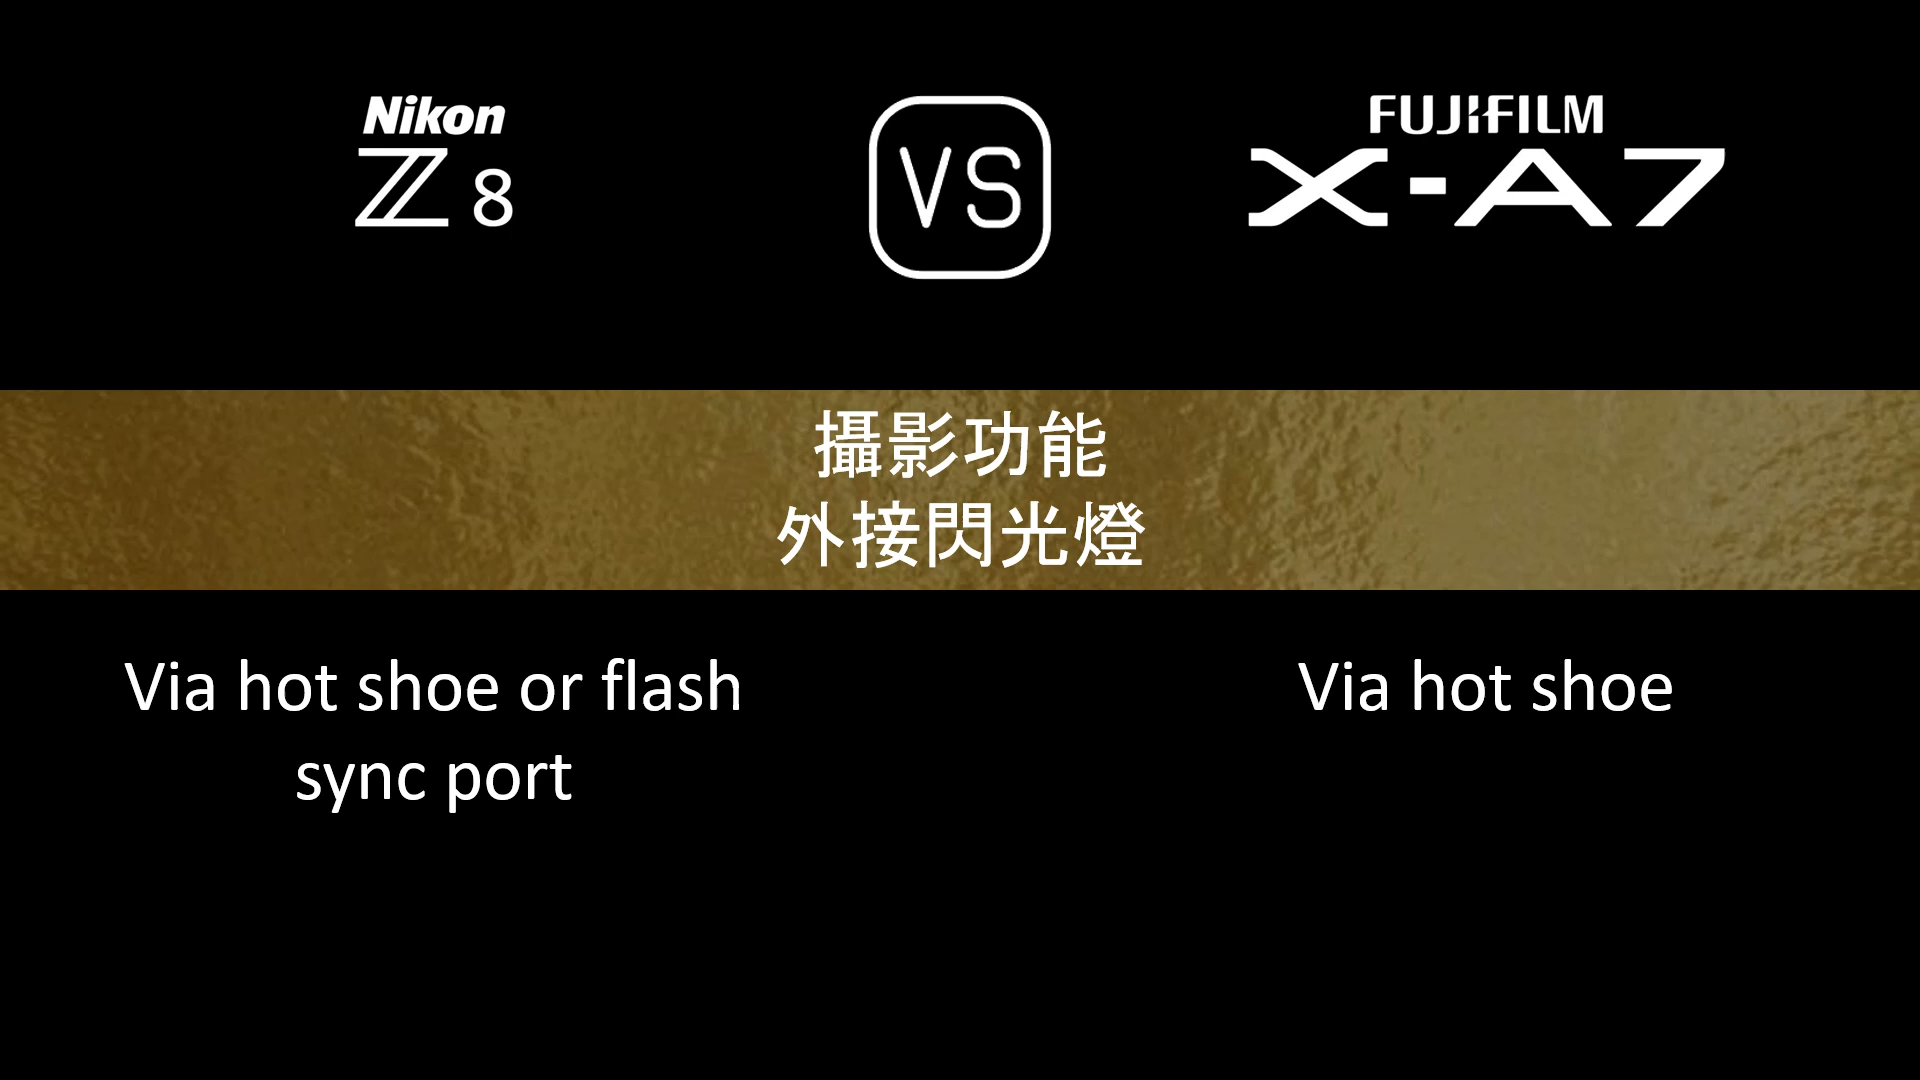 Nikon
Z 8
VS
FUJIFILM
X-A7
攝影功能
外接閃光燈
Via hot shoe or flash
sync port
Via hot shoe